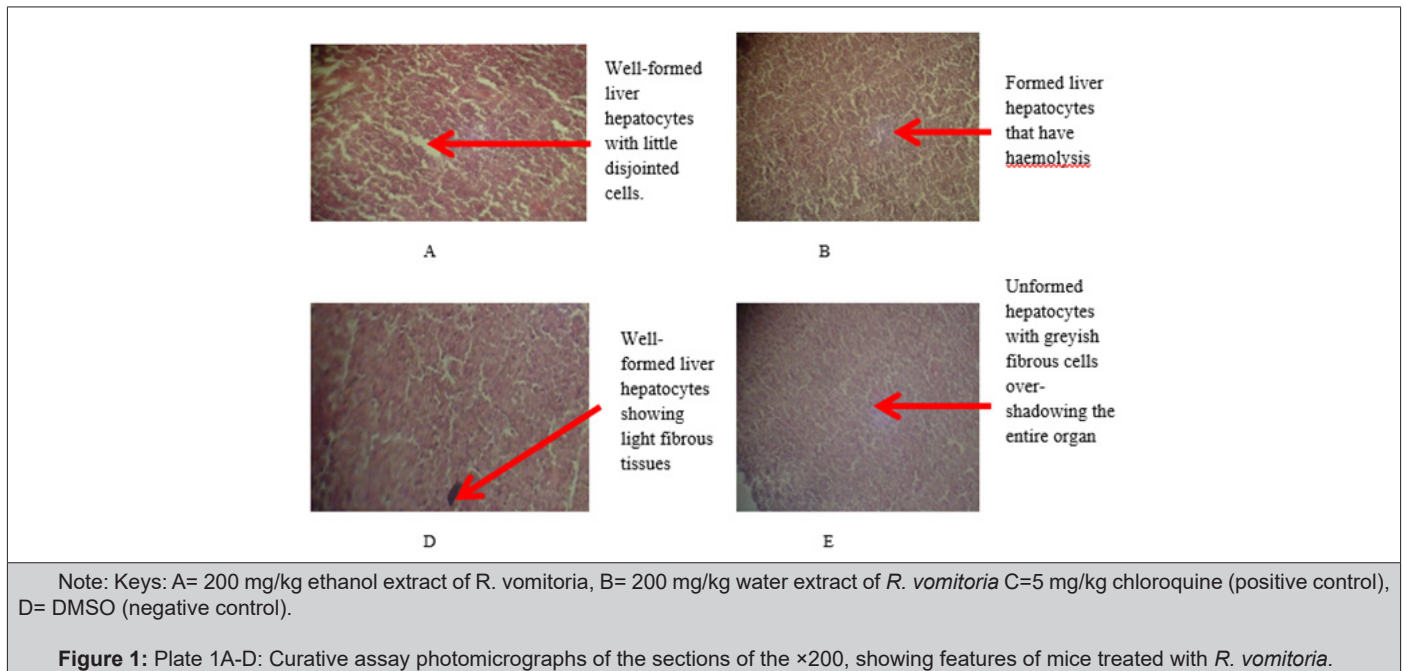 Well-formed
liver
hepatocytes
with little
disjointed
cells.
A
Formed liver
hepatocytes
that have
haemolysis
B
Well-
formed liver
hepatocytes
showing
light fibrous
tissues
D
Unformed
hepatocytes
with greyish
fibrous cells
over-
shadowing the
entire organ
E
Note: Keys: A= 200 mg/kg ethanol extract of R. vomitoria, B= 200 mg/kg water extract of R. vomitoria C=5 mg/kg chloroquine (positive control),
D= DMSO (negative control).
Figure 1: Plate 1A-D: Curative assay photomicrographs of the sections of the ×200, showing features of mice treated with R. vomitoria.